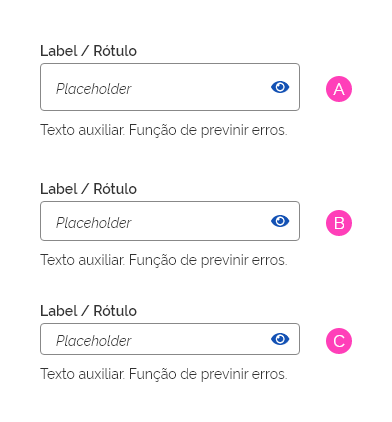 Label / Rótulo
Placeholder
A
Texto auxiliar. Função de previnir erros.
Label / Rótulo
Placeholder
B
Texto auxiliar. Função de previnir erros.
Label / Rótulo
Placeholder
C
Texto auxiliar. Função de previnir erros.